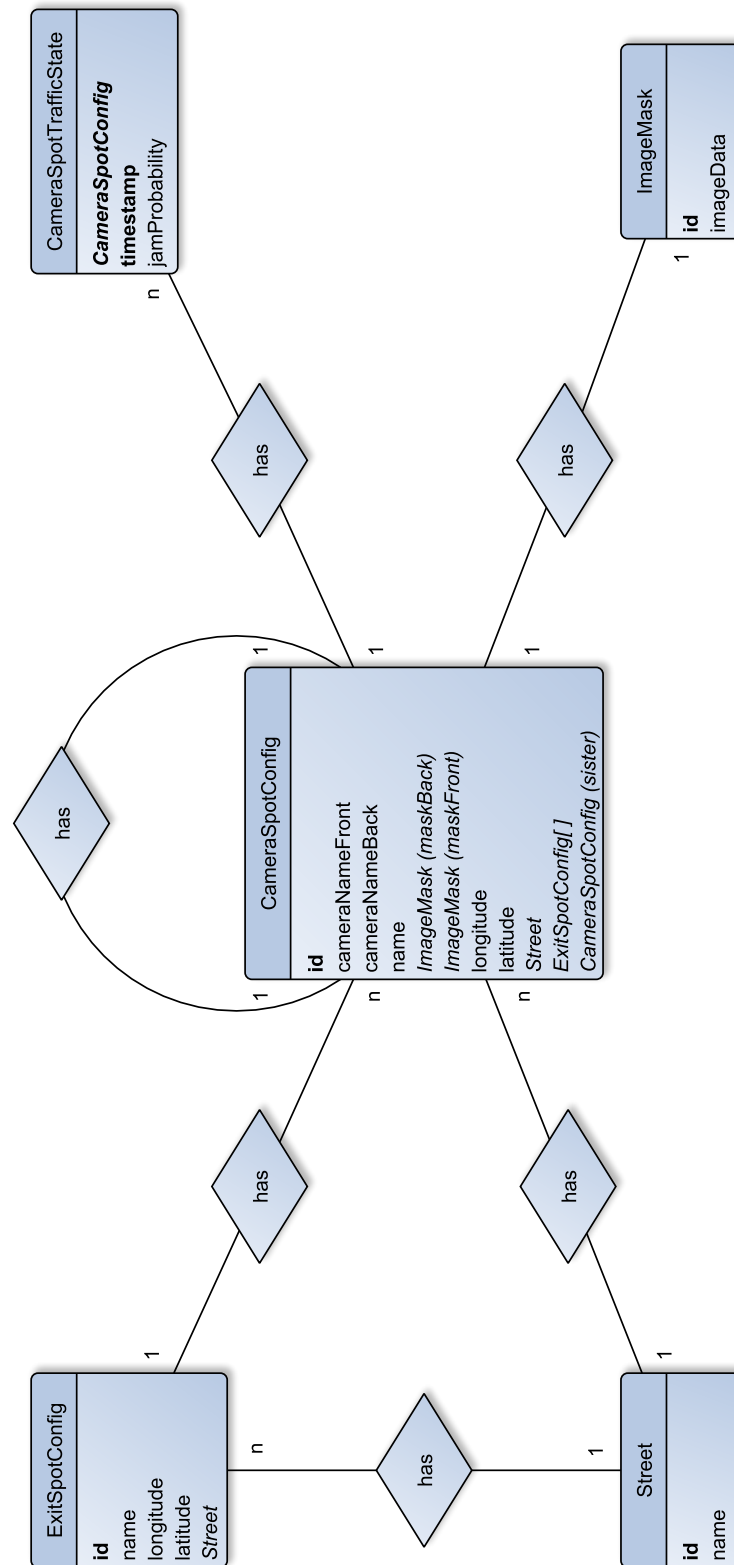 has
ExitSpotConfig
id
name
longitude
latitude
Street
CameraSpotTrafficState
CameraSpotConfig
timestamp
jamProbability
1
n
has
has
1
1
n
1
n
CameraSpotConfig
id
cameraNameFront
cameraNameBack
name
ImageMask (maskBack)
ImageMask (maskFront)
longitude
latitude
Street
ExitSpotConfig[ ]
CameraSpotConfig (sister)
has
n
1
has
has
1
1
1
Street
id
name
ImageMask
id
imageData